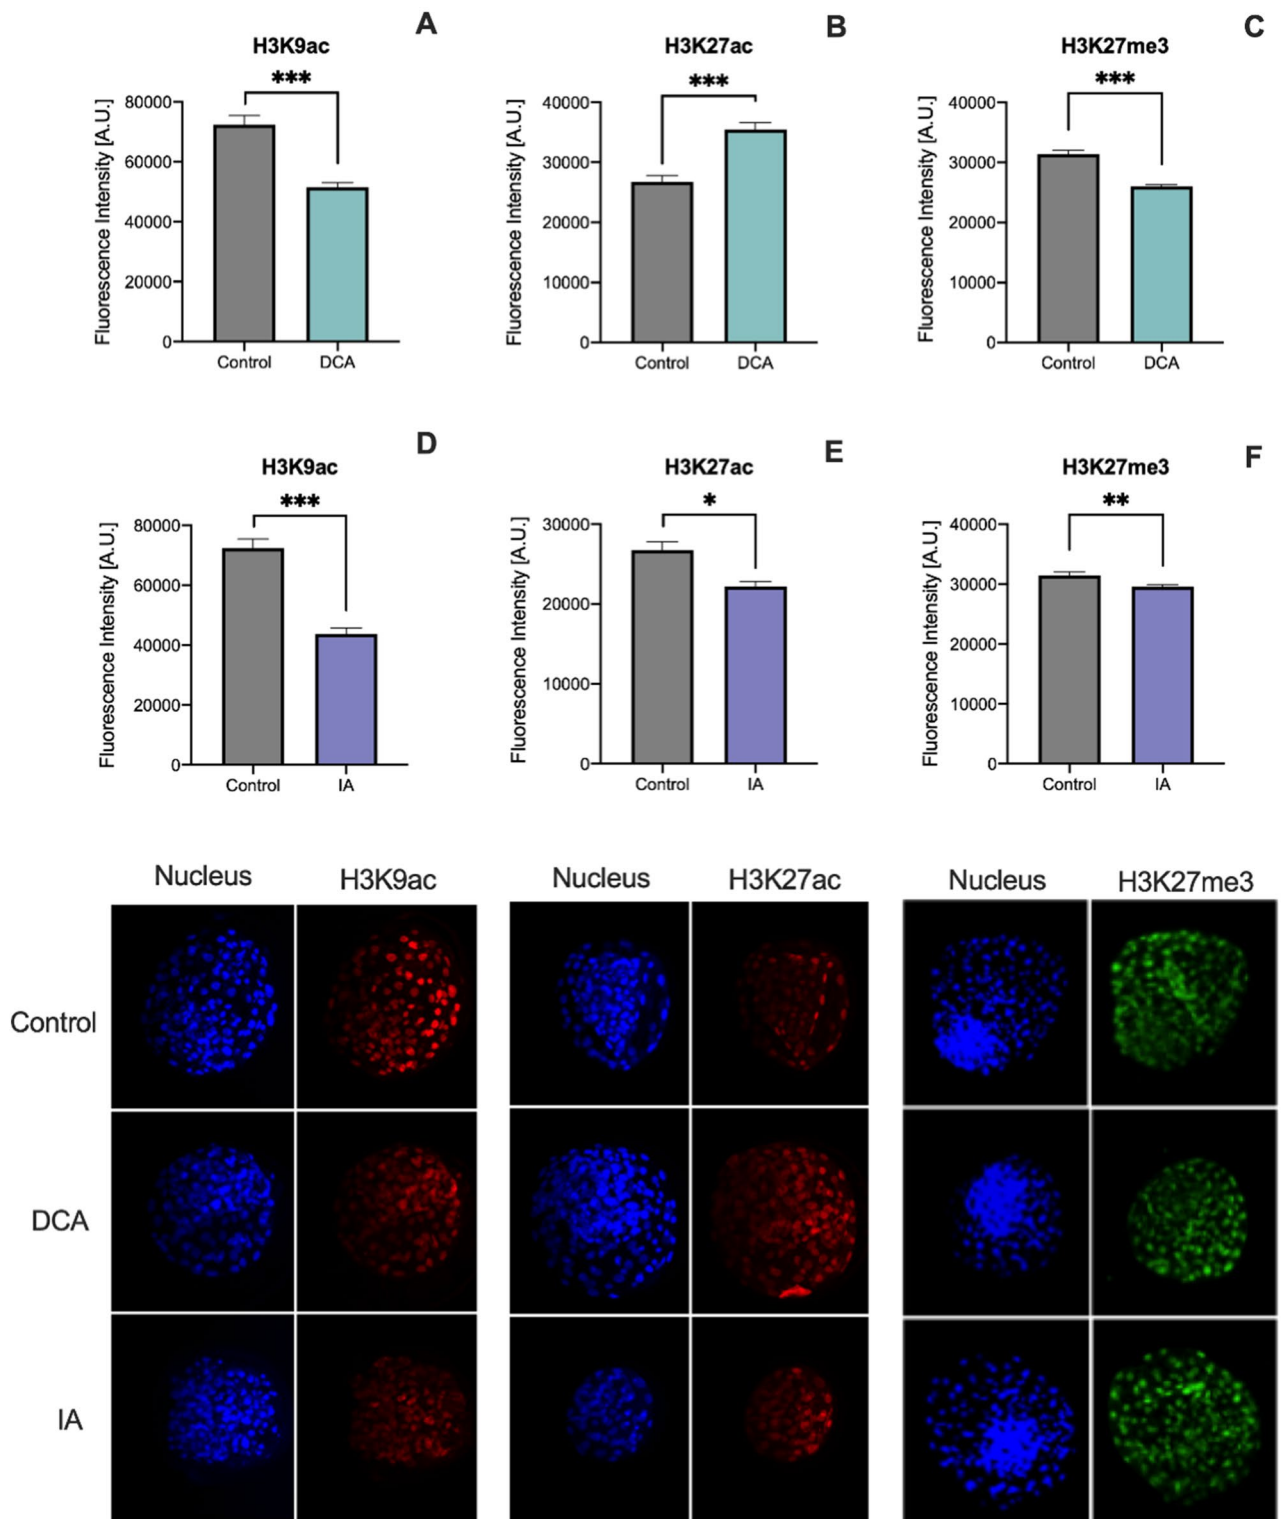 A
H3K9ac
***
Fluorescence Intensity [A.U.]
80000
60000
40000
20000
0
Control DCA
B
H3K27ac
***
Fluorescence Intensity [A.U.]
40000
30000
20000
10000
0
Control DCA
C
H3K27me3
***
Fluorescence Intensity [A.U.]
40000
30000
20000
10000
0
Control DCA
D
H3K9ac
***
Fluorescence Intensity [A.U.]
80000
60000
40000
20000
0
Control IA
E
H3K27ac
*
Fluorescence Intensity [A.U.]
30000
20000
10000
0
Control IA
F
H3K27me3
**
Fluorescence Intensity [A.U.]
40000
30000
20000
10000
0
Control IA
Nucleus H3K9ac Nucleus H3K27ac Nucleus H3K27me3
Control
DCA
IA